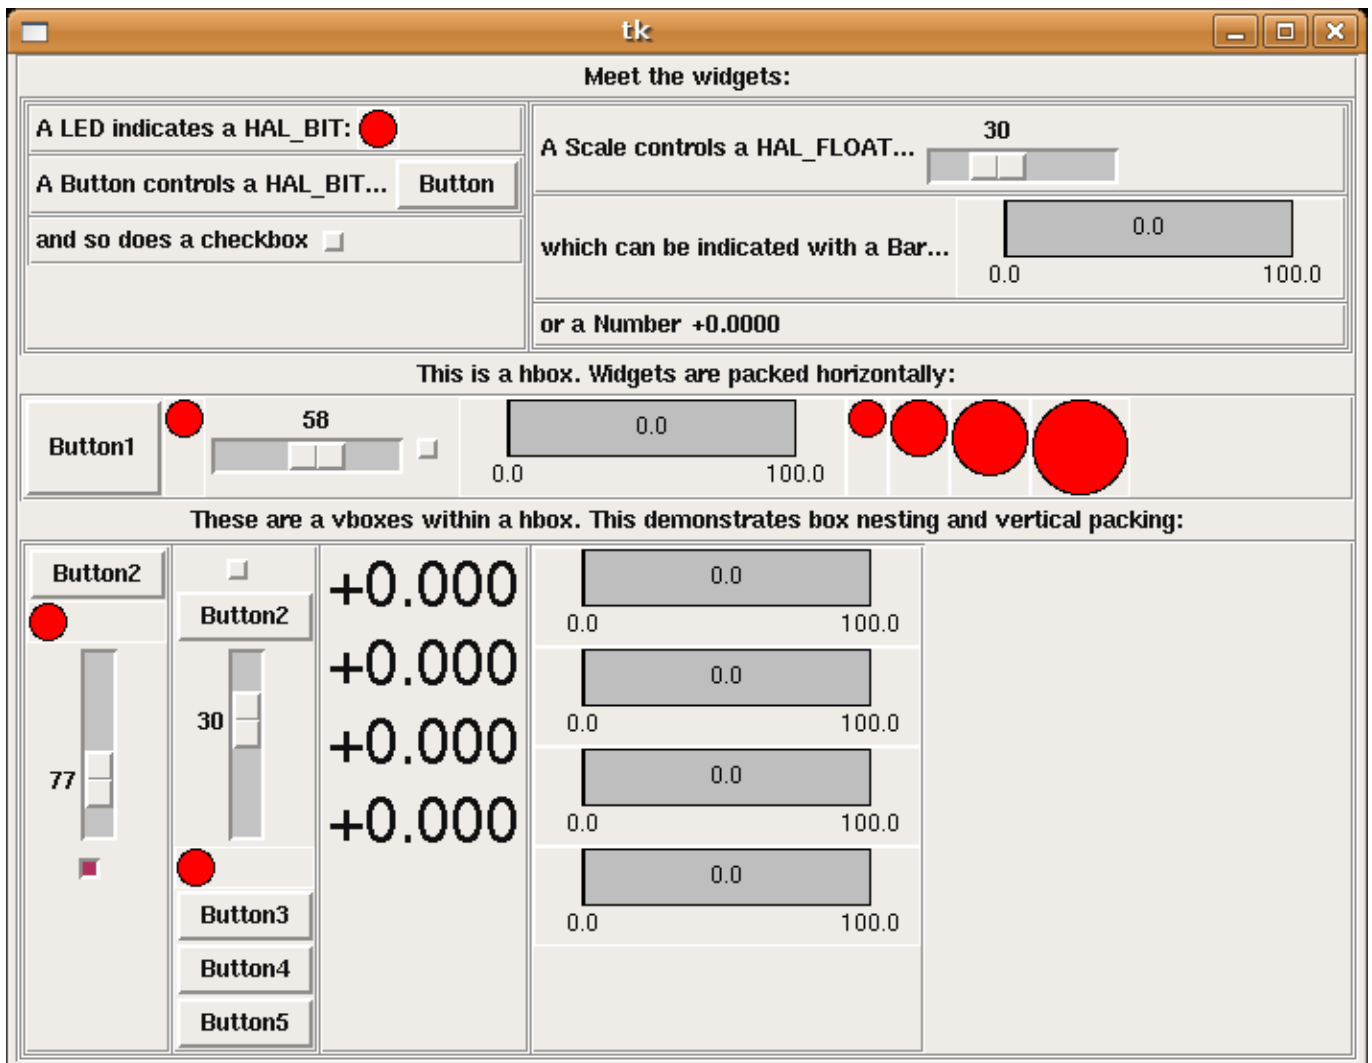 tk
Meet the widgets:
A LED indicates a HAL_BIT:
A Button controls a HAL_BIT... Button
and so does a checkbox
A Scale controls a HAL_FLOAT... 30
which can be indicated with a Bar... 0.0
0.0 100.0
or a Number +0.0000
This is a hbox. Widgets are packed horizontally:
Button1 58 0.0
0.0 100.0
These are a vboxes within a hbox. This demonstrates box nesting and vertical packing:
Button2
77
Button2
30
Button3
Button4
Button5
+0.000
+0.000
+0.000
+0.000
0.0
0.0 100.0
0.0
0.0 100.0
0.0
0.0 100.0
0.0
0.0 100.0